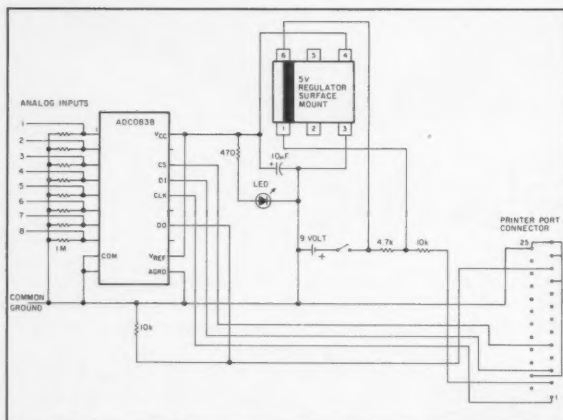 ANALOG INPUTS
1
2
3
4
5
6
7
8
1M
COMMON
GROUND
ADC0838
COM
VCC
CS
DI
CLK
DO
VREF
AGRD
10k
470
LED
10µF
+
6
5
4
5V
REGULATOR
SURFACE
MOUNT
1
2
3
9 VOLT
+
4.7k
10k
PRINTER PORT
CONNECTOR
25
1